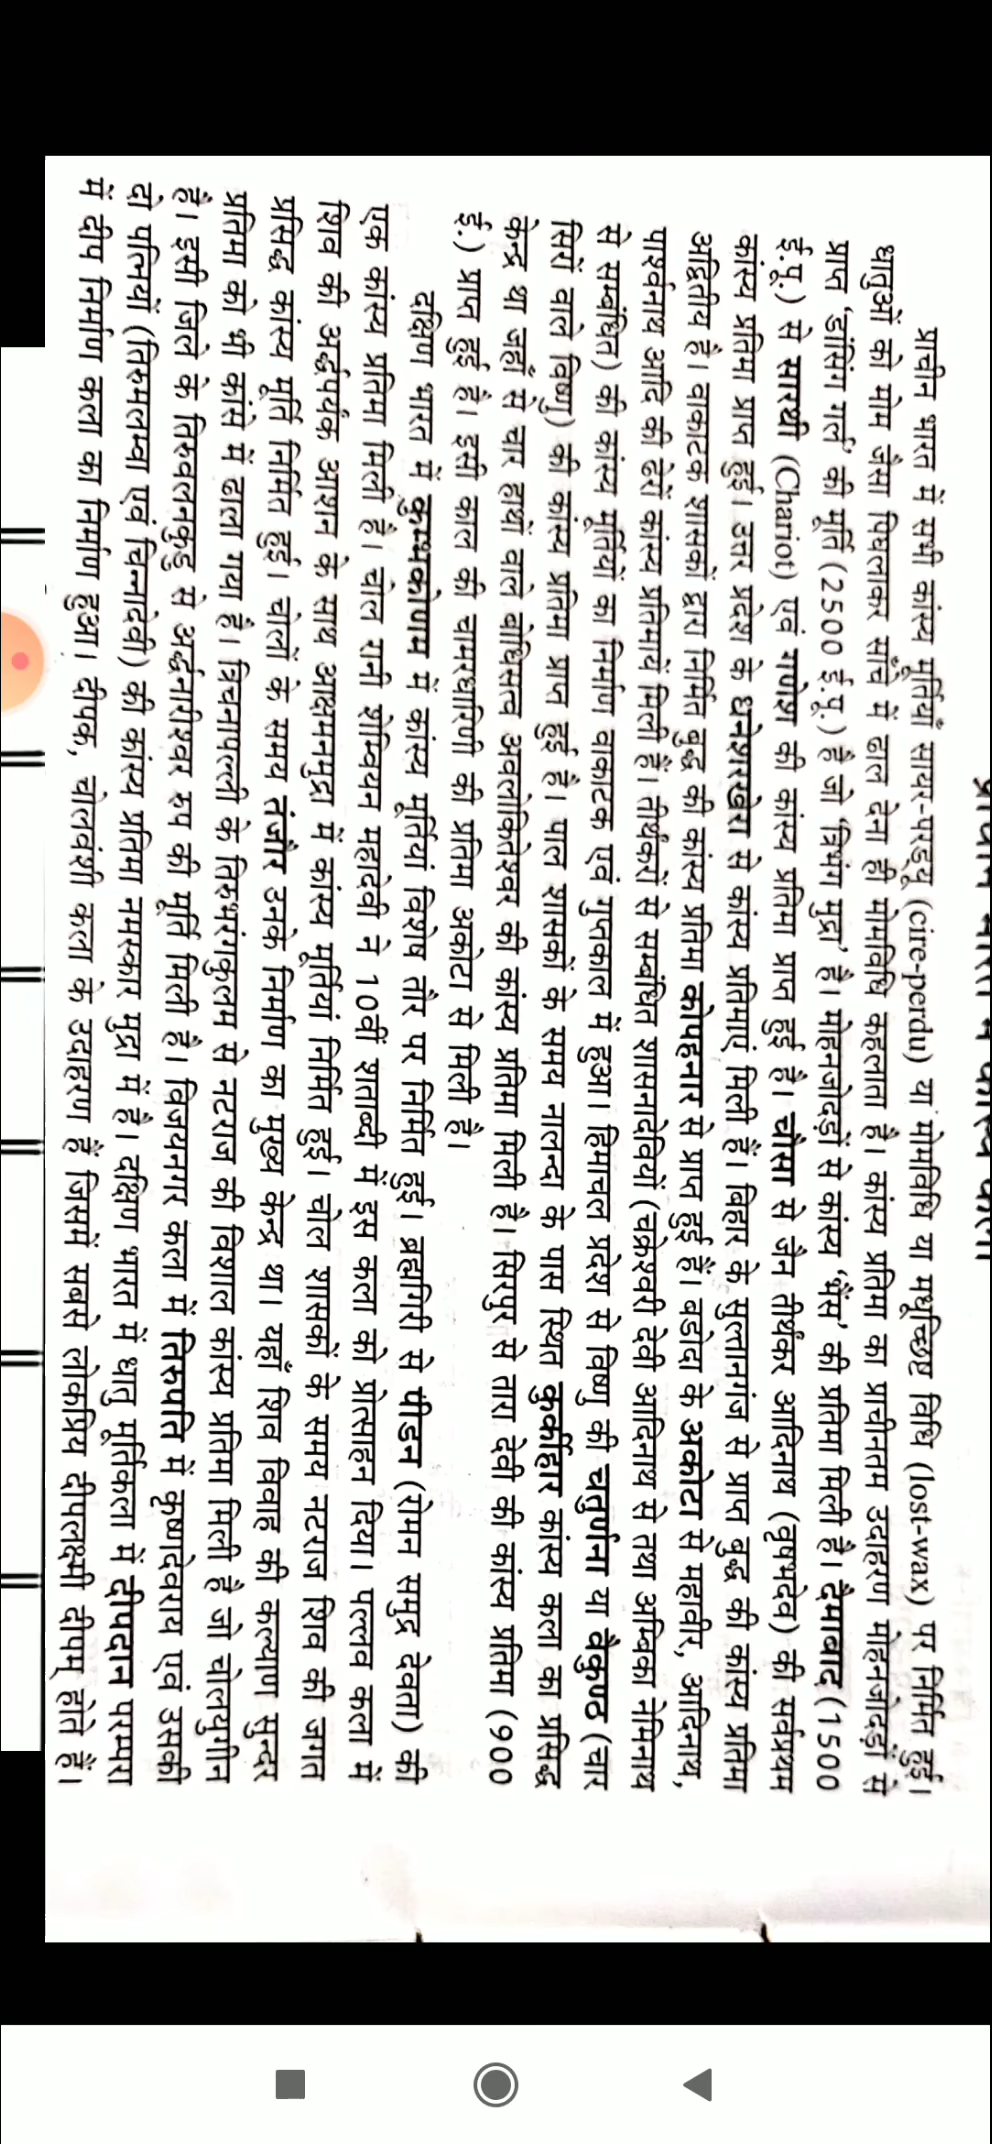 प्राचीन भारत में कांस्य कला
प्राचीन भारत में सभी कांस्य मूर्तियाँ सायर-परड्यू (cire-perdu) या मोमविधि या मधुच्छिष्ट विधि (lost-wax) पर निर्मित हुईं।
धातुओं को मोम जैसा पिघलाकर साँचे में ढाल देना ही मोमविधि कहलाता है। कांस्य प्रतिमा का प्राचीनतम उदाहरण मोहनजोदड़ों से
प्राप्त ‘डांसिंग गर्ल’ की मूर्ति (2500 ई.पू.) है जो ‘त्रिभंग मुद्रा’ है। मोहनजोदड़ों से कांस्य ‘भैंस’ की प्रतिमा मिली है। दैमाबाद (1500
ई.पू.) से सारथी (Chariot) एवं गणेश की कांस्य प्रतिमा प्राप्त हुई है। चौसा से जैन तीर्थंकर आदिनाथ (वृषभदेव) की सर्वप्रथम
कांस्य प्रतिमा प्राप्त हुई। उत्तर प्रदेश के धनेशरखेरा से कांस्य प्रतिमाएं मिली हैं। बिहार के सुल्तानगंज से प्राप्त बुद्ध की कांस्य प्रतिमा
अद्वितीय है। वाकाटक शासकों द्वारा निर्मित बुद्ध की कांस्य प्रतिमा कोपहनार से प्राप्त हुई हैं। वडोदा के अकोटा से महावीर, आदिनाथ,
पार्श्वनाथ आदि की ढेरों कांस्य प्रतिमायें मिली हैं। तीर्थंकरों से सम्बंधित शासनादेवियों (चक्रेश्वरी देवी आदिनाथ से तथा अम्बिका नेमिनाथ
से सम्बंधित) की कांस्य मूर्तियों का निर्माण वाकाटक एवं गुप्तकाल में हुआ। हिमाचल प्रदेश से विष्णु की चतुर्णना या बैकुण्ठ (चार
सिरों वाले विष्णु) की कांस्य प्रतिमा प्राप्त हुई है। पाल शासकों के समय नालन्दा के पास स्थित कुर्किहार कांस्य कला का प्रसिद्ध
केन्द्र था जहाँ से चार हाथों वाले बोधिसत्व अवलोकितेश्वर की कांस्य प्रतिमा मिली है। सिरपुर से तारा देवी की कांस्य प्रतिमा (900
ई.) प्राप्त हुई है। इसी काल की चामरधारिणी की प्रतिमा अकोटा से मिली है।
दक्षिण भारत में कुम्भकोणम में कांस्य मूर्तियां विशेष तौर पर निर्मित हुईं। ब्रह्मगिरी से पीडन (रोमन समुद्र देवता) की
एक कांस्य प्रतिमा मिली है। चोल रानी शेम्वियन महादेवी ने 10वीं शताब्दी में इस कला को प्रोत्साहन दिया। पल्लव कला में
शिव की अर्द्धपर्यंक आशन के साथ आक्षमनमुद्रा में कांस्य मूर्तियां निर्मित हुईं। चोल शासकों के समय नटराज शिव की जगत
प्रसिद्ध कांस्य मूर्ति निर्मित हुई। चोलों के समय तंजौर उनके निर्माण का मुख्य केन्द्र था। यहाँ शिव विवाह की कल्याण सुन्दर
प्रतिमा को भी कांसे में ढाला गया है। त्रिचनापल्ली के तिरुभरंगकुलम से नटराज की विशाल कांस्य प्रतिमा मिली है जो चोलयुगीन
है। इसी जिले के तिरुवलनकुडु से अर्द्धनारीश्वर रूप की मूर्ति मिली है। विजयनगर कला में तिरुपति में कृष्णदेवराय एवं उसकी
दो पत्नियों (तिरुमलम्वा एवं चिन्नादेवी) की कांस्य प्रतिमा नमस्कार मुद्रा में है। दक्षिण भारत में धातु मूर्तिकला में दीपदान परम्परा
में दीप निर्माण कला का निर्माण हुआ। दीपक, चोलवंशी कला के उदाहरण हैं जिसमें सबसे लोकप्रिय दीपलक्ष्मी दीपम् होते हैं।